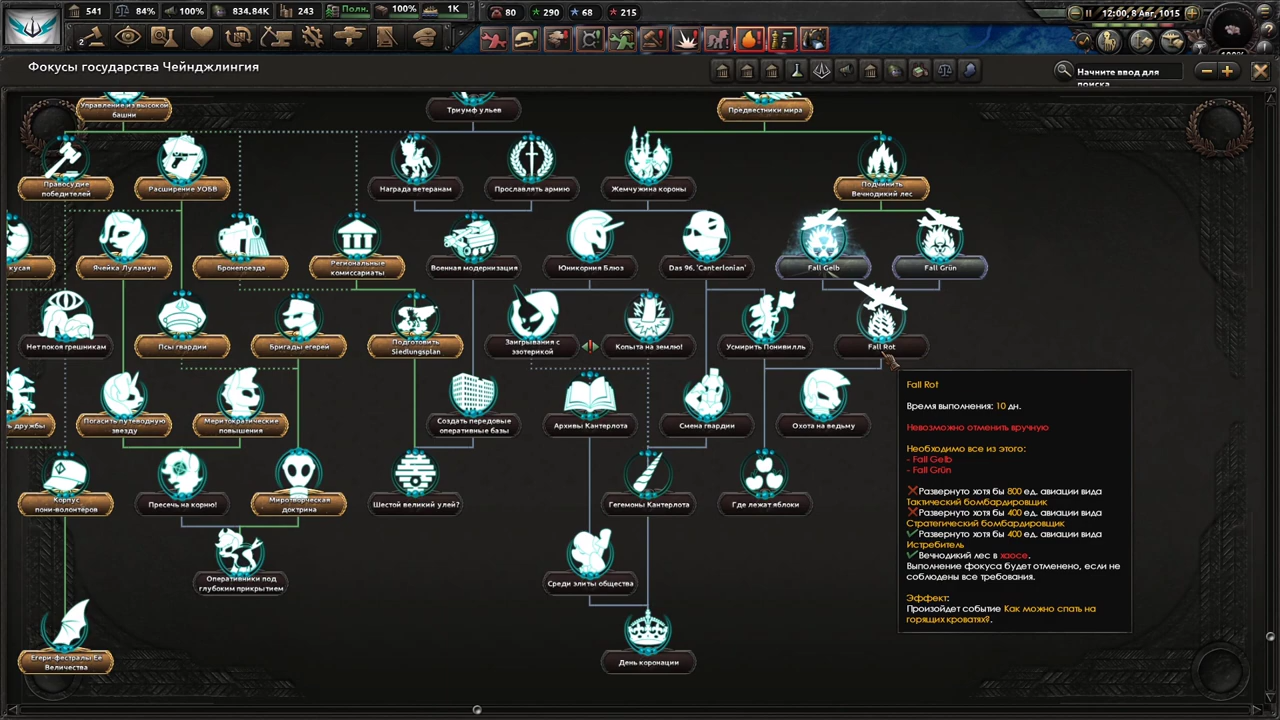 541
84%
100%
834.84K
243
Полн.
100%
1K
80
290
68
215
12:00, 8 Авг, 1015
2
100%
Фокусы государства Чейнджлингия
Начните ввод для
поиска
Управление из высокой
башни
Триумф ульев
Предвестники мира
Правосудие
победителей
Расширение УОБВ
Награда ветеранам
Прославлять армию
Жемчужина короны
Подчинить
Вечнодикий лес
кусая
Ячейка Луламун
Бронепоезда
Региональные
комиссариаты
Военная модернизация
Юникорния Блюз
Das 96. 'Canterlonian'
Fall Gelb
Fall Grün
Нет покоя грешникам
Псы гвардии
Бригады егерей
Подготовить
Siedlungsplan
Заигрывания с
эзотерикой
Копыта на землю!
Усмирить Понивилль
Fall Rot
ь дружбы
Погасить путеводную
звезду
Меритократические
повышения
Создать передовые
оперативные базы
Архивы Кантерлота
Смена гвардии
Охота на ведьму
Корпус
пони-волонтёров
Пресечь на корню!
Миротворческая
доктрина
Шестой великий улей?
Гегемоны Кантерлота
Где лежат яблоки
Оперативники под
глубоким прикрытием
Среди элиты общества
Егери-фестралы Её
Величества
День коронации
Fall Rot
Время выполнения: 10 дн.
Невозможно отменить вручную
Необходимо все из этого:
- Fall Gelb
- Fall Grün
Развернуто хотя бы 800 ед. авиации вида
Тактический бомбардировщик
Развернуто хотя бы 400 ед. авиации вида
Стратегический бомбардировщик
Развернуто хотя бы 400 ед. авиации вида
Истребитель
Вечнодикий лес в хаосе.
Выполнение фокуса будет отменено, если не
соблюдены все требования.
Эффект:
Произойдет событие Как можно спать на
горящих кроватях?.